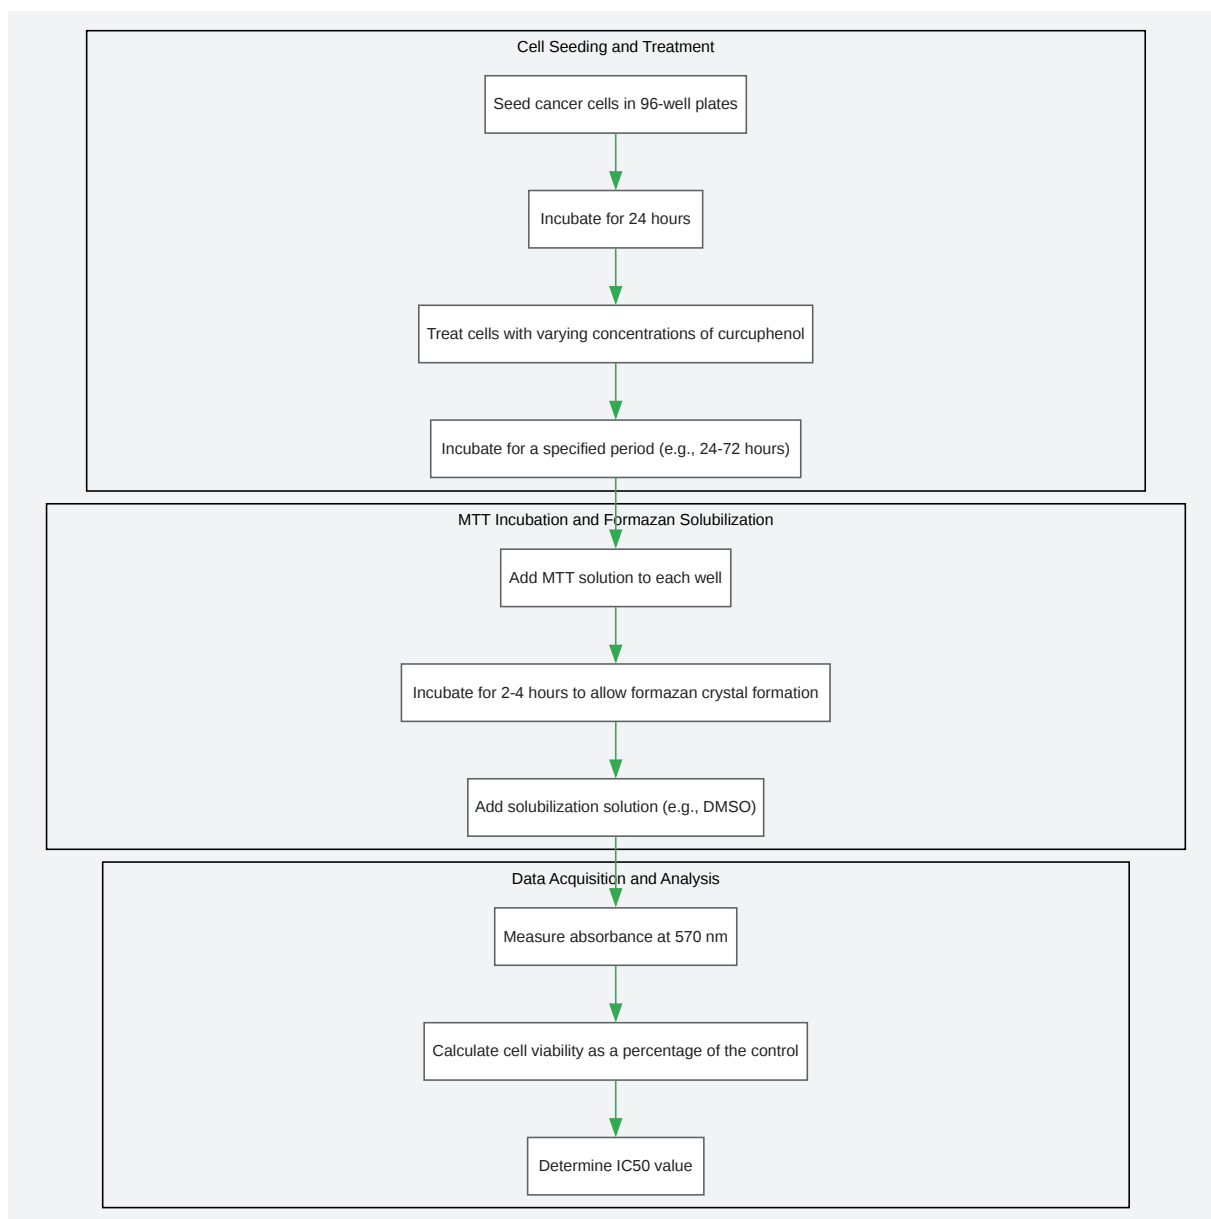 Cell Seeding and Treatment
Seed cancer cells in 96-well plates
Incubate for 24 hours
Treat cells with varying concentrations of curcuphenol
Incubate for a specified period (e.g., 24-72 hours)
MTT Incubation and Formazan Solubilization
Add MTT solution to each well
Incubate for 2-4 hours to allow formazan crystal formation
Add solubilization solution (e.g., DMSO)
Data Acquisition and Analysis
Measure absorbance at 570 nm
Calculate cell viability as a percentage of the control
Determine IC50 value